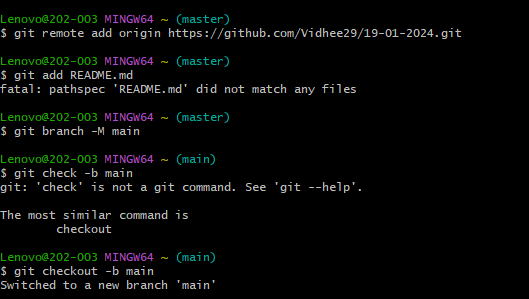 Lenovo@202-003 MINGW64 ~ (master)
$ git remote add origin https://github.com/Vidhee29/19-01-2024.git
Lenovo@202-003 MINGW64 ~ (master)
$ git add README.md
fatal: pathspec 'README.md' did not match any files
Lenovo@202-003 MINGW64 ~ (master)
$ git branch -M main
Lenovo@202-003 MINGW64 ~ (main)
$ git check -b main
git: 'check' is not a git command. See 'git --help'.
The most similar command is
checkout
Lenovo@202-003 MINGW64 ~ (main)
$ git checkout -b main
Switched to a new branch 'main'